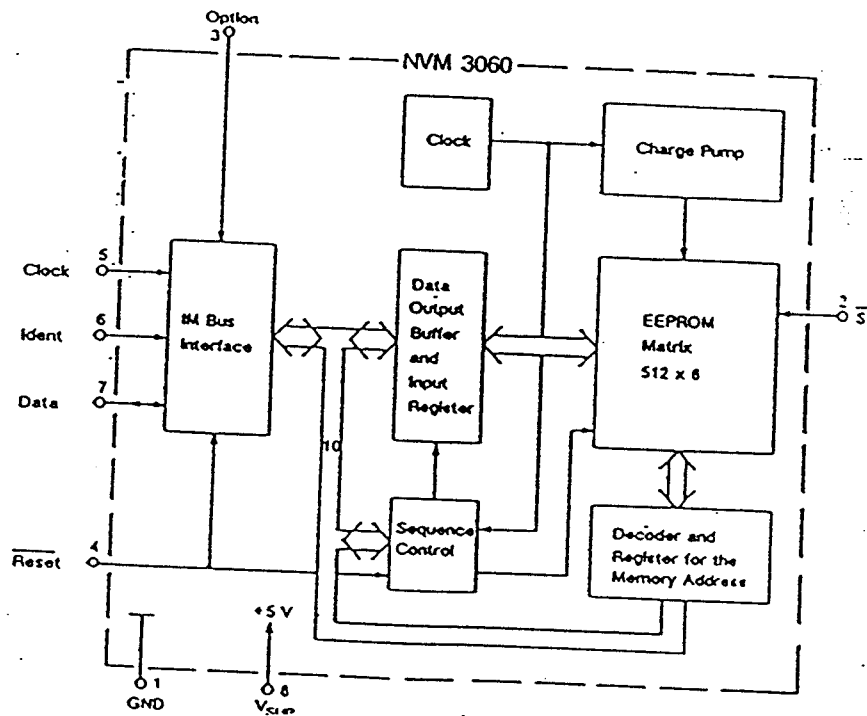 Option
3
NVM 3060
Clock
Charge Pump
Clock
5
Ident
6
Data
7
IM Bus
Interface
Data
Output
Buffer
and
Input
Register
EEPROM
Matrix
512 x 8
2
S
10
Reset
4
Sequence
Control
Decoder and
Register for the
Memory Address
+5 V
1
GND
8
VSUP